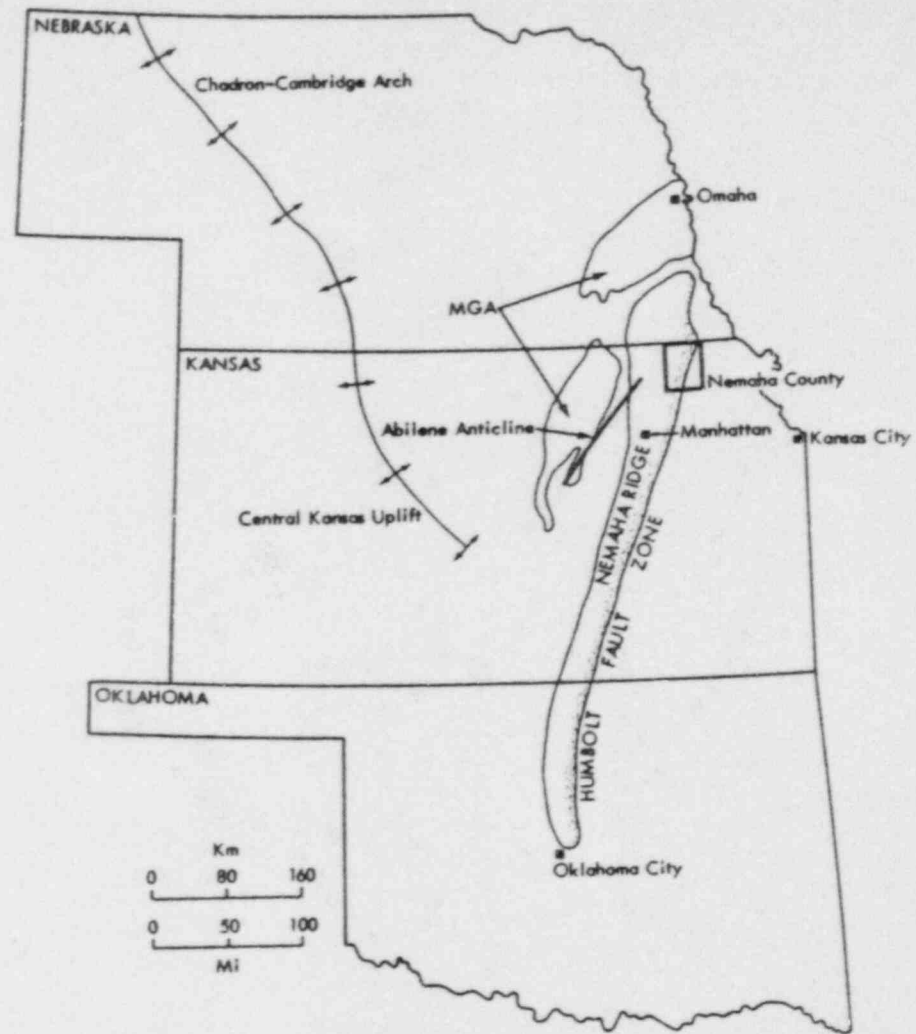 NEBRASKA
Chadron-Cambridge Arch
Omaha
MGA
KANSAS
Nemaha County
Abilene Anticline
Manhattan
Kansas City
Central Kansas Uplift
NEMAHA RIDGE
HUMBOLT FAULT ZONE
OKLAHOMA
Oklahoma City
Km
0 80 160
0 50 100
Mi